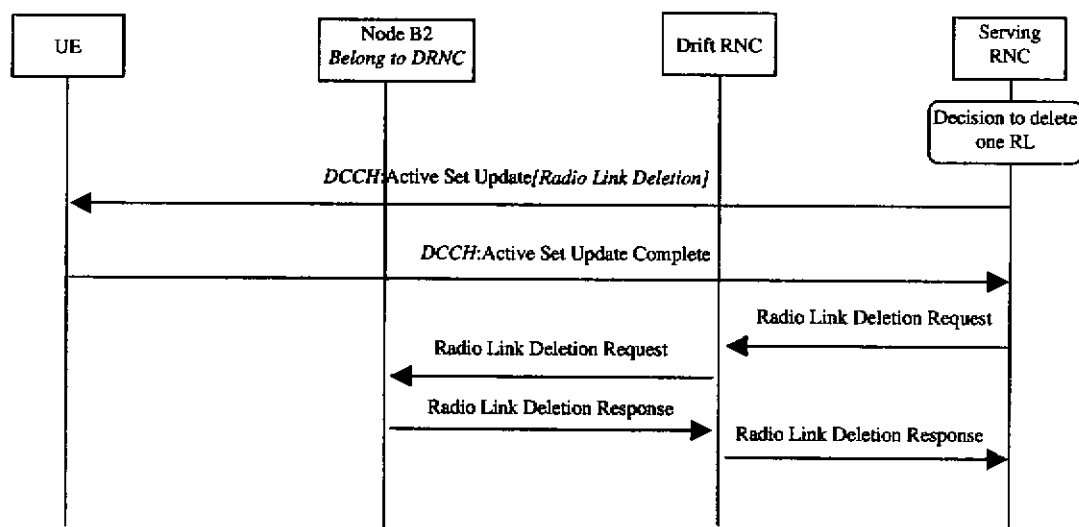 UE
Node B2
Belong to DRNC
Drift RNC
Serving
RNC
Decision to delete
one RL
DCCH:Active Set Update[Radio Link Deletion]
DCCH:Active Set Update Complete
Radio Link Deletion Request
Radio Link Deletion Request
Radio Link Deletion Response
Radio Link Deletion Response